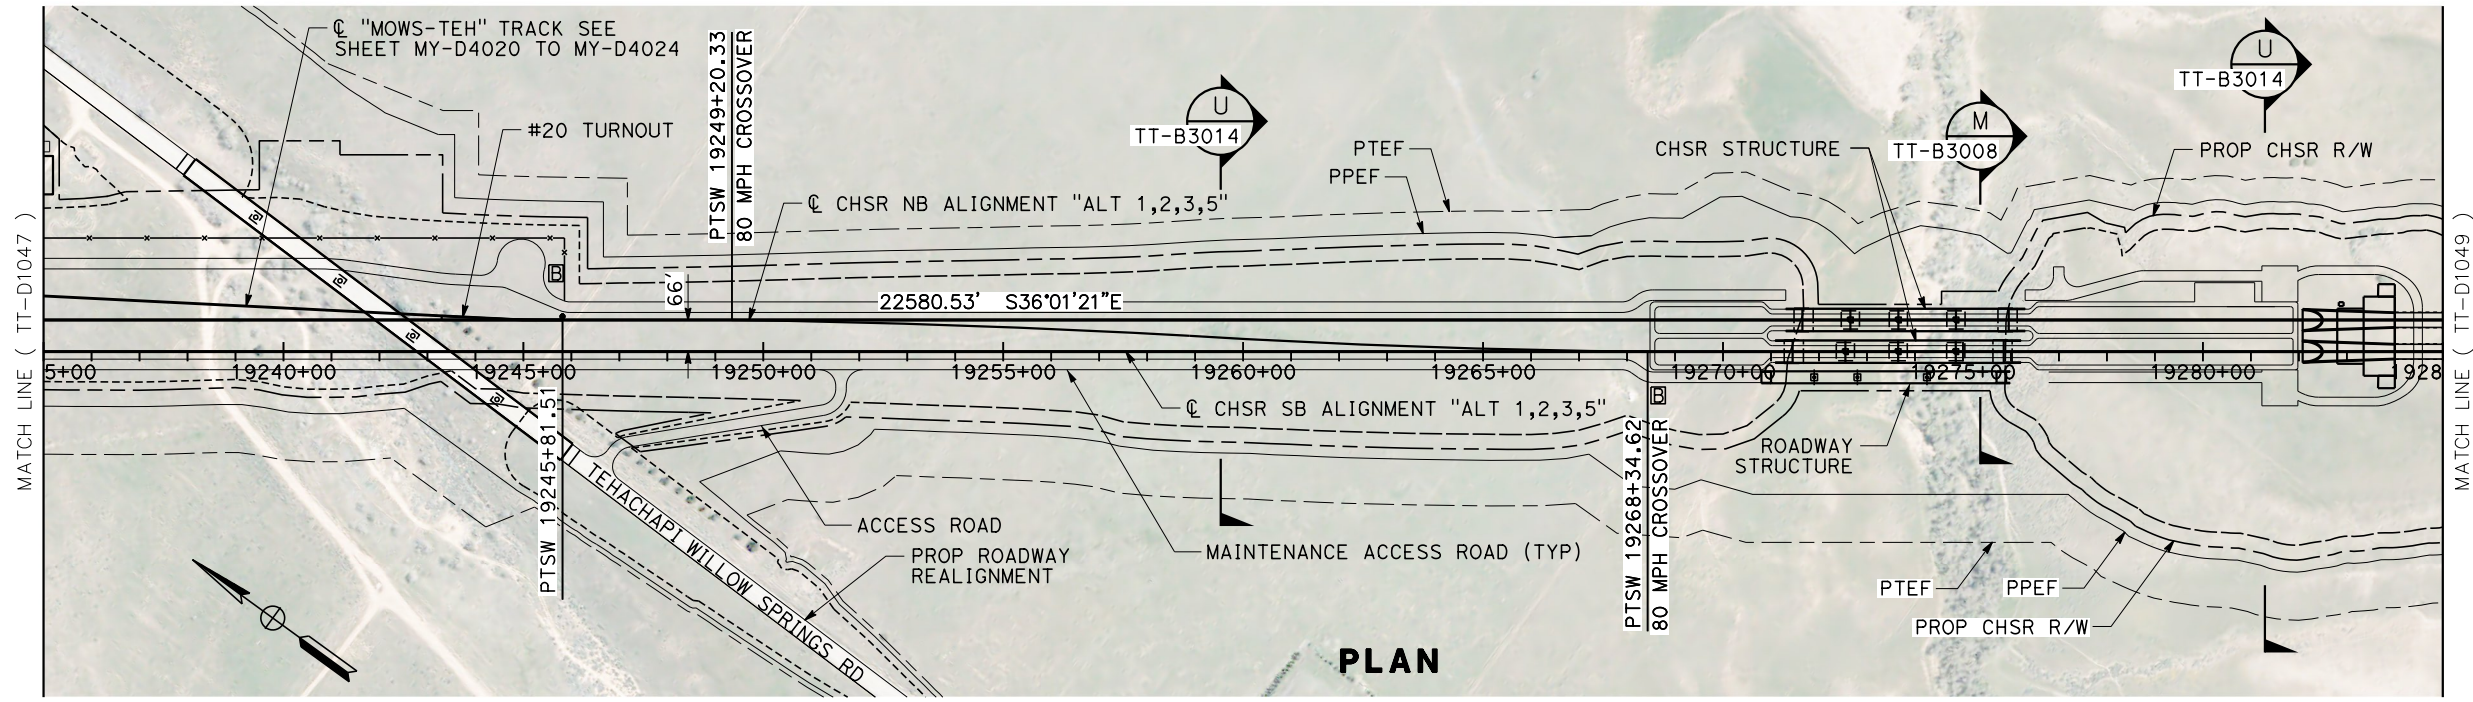 ℄ "MOWS-TEH" TRACK SEE
SHEET MY-D4020 TO MY-D4024
#20 TURNOUT
PTSW 19249+20.33
80 MPH CROSSOVER
℄ CHSR NB ALIGNMENT "ALT 1,2,3,5"
U
TT-B3014
PTEF
PPEF
CHSR STRUCTURE
M
TT-B3008
U
TT-B3014
PROP CHSR R/W
MATCH LINE ( TT-D1047 )
MATCH LINE ( TT-D1049 )
B
66'
22580.53' S36°01'21"E
5+00
19240+00
19245+00
19250+00
19255+00
19260+00
19265+00
19270+00
19275+00
19280+00
1928
℄ CHSR SB ALIGNMENT "ALT 1,2,3,5"
B
PTSW 19245+81.51
PTSW 19268+34.62
80 MPH CROSSOVER
ROADWAY
STRUCTURE
TEHACHAPI WILLOW SPRINGS RD
ACCESS ROAD
PROP ROADWAY
REALIGNMENT
MAINTENANCE ACCESS ROAD (TYP)
PTEF
PPEF
PROP CHSR R/W
PLAN